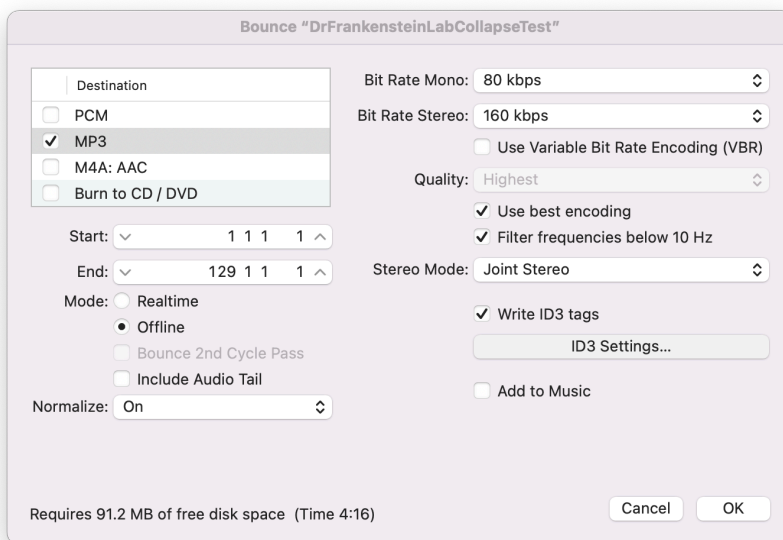 Bounce “DrFrankensteinLabCollapseTest”
Destination
PCM
MP3
M4A: AAC
Burn to CD / DVD
Start: 1 1 1 1
End: 129 1 1 1
Mode: Realtime
Offline
Bounce 2nd Cycle Pass
Include Audio Tail
Normalize: On
Bit Rate Mono: 80 kbps
Bit Rate Stereo: 160 kbps
Use Variable Bit Rate Encoding (VBR)
Quality: Highest
Use best encoding
Filter frequencies below 10 Hz
Stereo Mode: Joint Stereo
Write ID3 tags
ID3 Settings...
Add to Music
Requires 91.2 MB of free disk space (Time 4:16)
Cancel OK